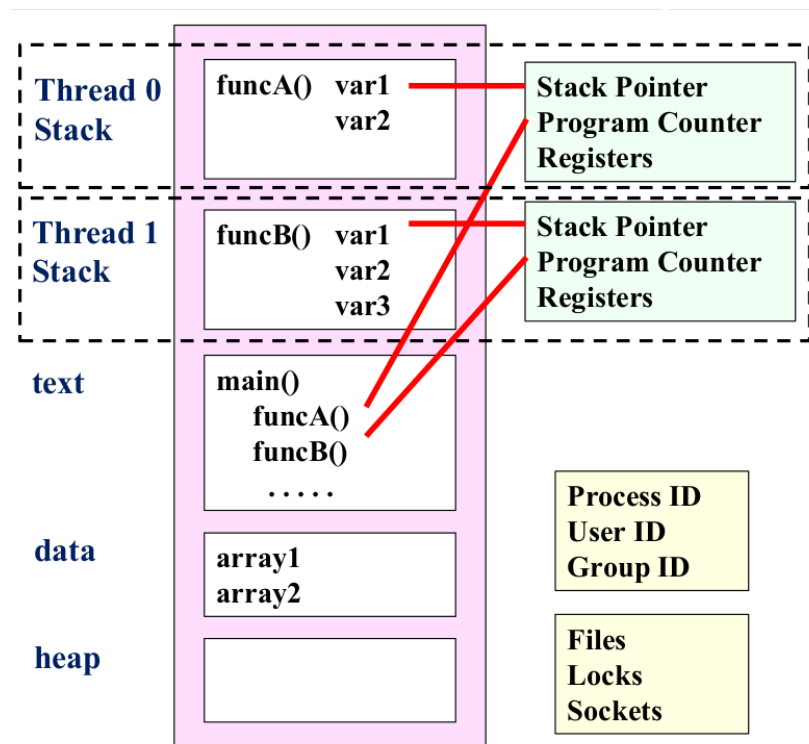 Thread 0
Stack
funcA() var1
var2
Stack Pointer
Program Counter
Registers
Thread 1
Stack
funcB() var1
var2
var3
Stack Pointer
Program Counter
Registers
text
main()
funcA()
funcB()
.....
Process ID
User ID
Group ID
data
array1
array2
heap
Files
Locks
Sockets